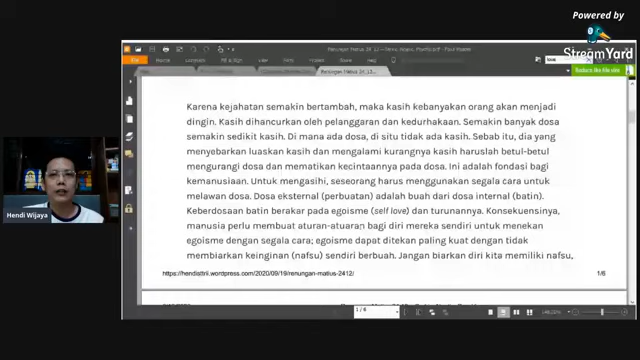 Powered by
StreamYard
Reduce the file size
Karena kejahatan semakin bertambah, maka kasih kebanyakan orang akan menjadi
dingin. Kasih dihancurkan oleh pelanggaran dan kedurhakaan. Semakin banyak dosa
semakin sedikit kasih. Di mana ada dosa, di situ tidak ada kasih. Sebab itu, dia yang
menyebarkan luaskan kasih dan mengalami kurangnya kasih haruslah betul-betul
mengurangi dosa dan mematikan kecintaannya pada dosa. Ini adalah fondasi bagi
kemanusiaan. Untuk mengasihi, seseorang harus menggunakan segala cara untuk
melawan dosa. Dosa eksternal (perbuatan) adalah buah dari dosa internal (batin).
Keberdosaan batin berakar pada egoisme (self love) dan turunannya. Konsekuensinya,
manusia perlu membuat aturan-atuaran bagi diri mereka sendiri untuk menekan
egoisme dengan segala cara; egoisme dapat ditekan paling kuat dengan tidak
membiarkan keinginan (nafsu) sendiri berbuah. Jangan biarkan diri kita memiliki nafsu,
https://hendisttrii.wordpress.com/2020/09/19/renungan-matius-2412/
1/6
1 / 6
Hendi Wijaya